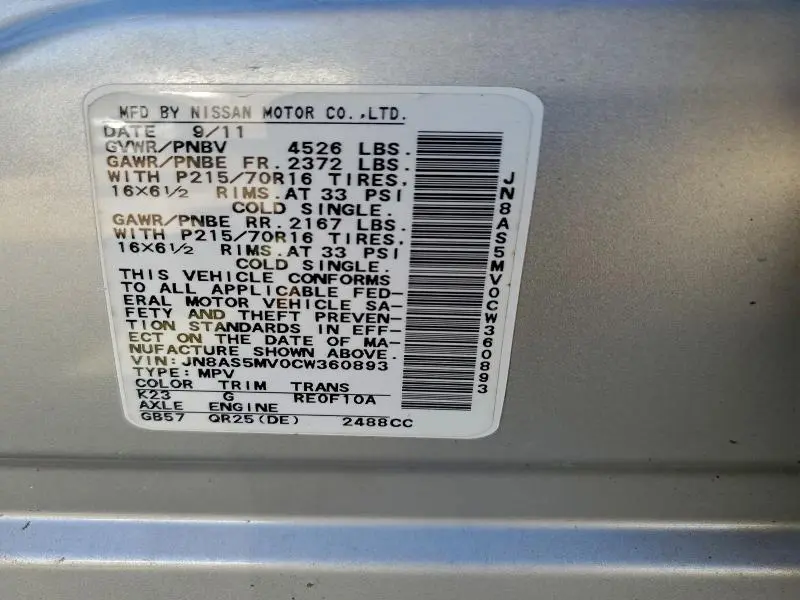 MFD BY NISSAN MOTOR CO.,LTD.
DATE 9/11
GVWR/PNBV 4526 LBS.
GAWR/PNBE FR. 2372 LBS.
WITH P215/70R16 TIRES,
16×6½ RIMS.AT 33 PSI
COLD SINGLE.
GAWR/PNBE RR. 2167 LBS.
WITH P215/70R16 TIRES.
16×6½ RIMS.AT 33 PSI
COLD SINGLE.
THIS VEHICLE CONFORMS
TO ALL APPLICABLE FED-
ERAL MOTOR VEHICLE SA-
FETY AND THEFT PREVEN-
TION STANDARDS IN EFF-
ECT ON THE DATE OF MA-
NUFACTURE SHOWN ABOVE.
VIN: JN8AS5MV0CW360893
TYPE: MPV
COLOR TRIM TRANS
K23 G RE0F10A
AXLE ENGINE
GB57 QR25(DE) 2488CC
JN8AS5MV0CW360893